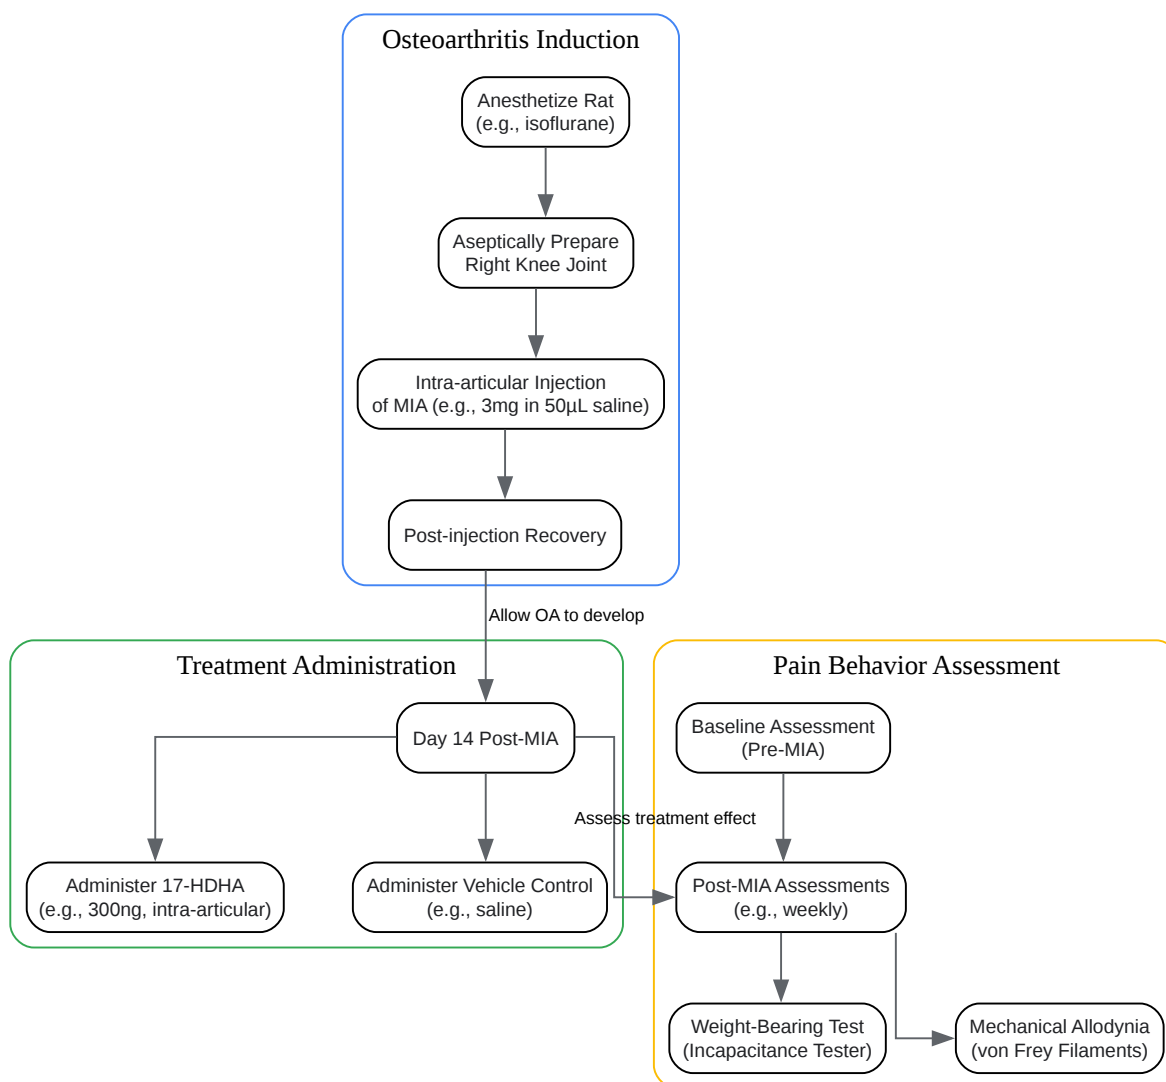 Osteoarthritis Induction
Anesthetize Rat
(e.g., isoflurane)
Aseptically Prepare
Right Knee Joint
Intra-articular Injection
of MIA (e.g., 3mg in 50µL saline)
Post-injection Recovery
Allow OA to develop
Treatment Administration
Day 14 Post-MIA
Administer 17-HDHA
(e.g., 300ng, intra-articular)
Administer Vehicle Control
(e.g., saline)
Assess treatment effect
Pain Behavior Assessment
Baseline Assessment
(Pre-MIA)
Post-MIA Assessments
(e.g., weekly)
Weight-Bearing Test
(Incapacitance Tester)
Mechanical Allodynia
(von Frey Filaments)